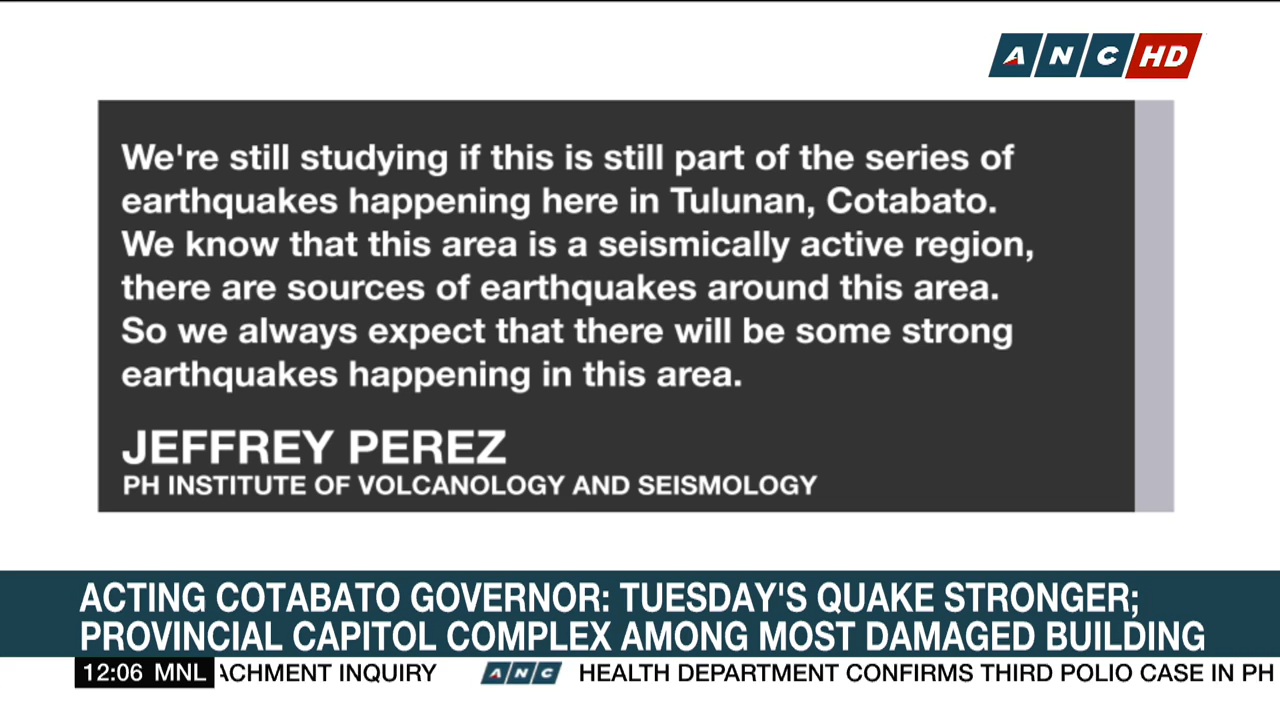 ANC HD
We're still studying if this is still part of the series of
earthquakes happening here in Tulunan, Cotabato.
We know that this area is a seismically active region,
there are sources of earthquakes around this area.
So we always expect that there will be some strong
earthquakes happening in this area.
JEFFREY PEREZ
PH INSTITUTE OF VOLCANOLOGY AND SEISMOLOGY
ACTING COTABATO GOVERNOR: TUESDAY'S QUAKE STRONGER;
PROVINCIAL CAPITOL COMPLEX AMONG MOST DAMAGED BUILDING
12:06 MNL ACHMENT INQUIRY ANC HEALTH DEPARTMENT CONFIRMS THIRD POLIO CASE IN PH